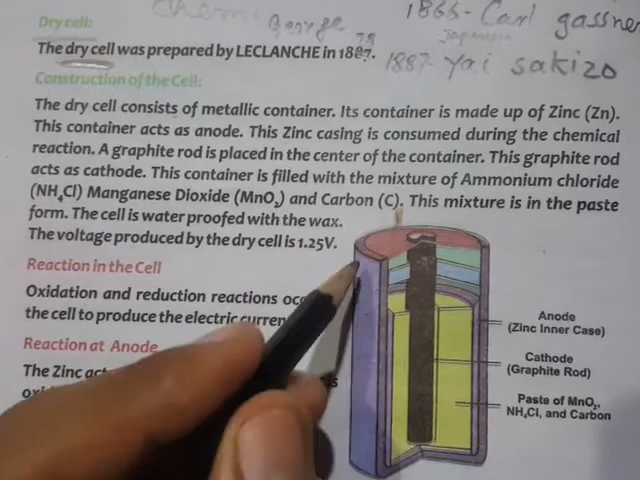 1866- Carl gassner
George
Dry cell:
Japanese
The dry cell was prepared by LECLANCHE in 1887.
1887- Yai sakizo
Construction of the Cell:
The dry cell consists of metallic container. Its container is made up of Zinc (Zn).
This container acts as anode. This Zinc casing is consumed during the chemical
reaction. A graphite rod is placed in the center of the container. This graphite rod
acts as cathode. This container is filled with the mixture of Ammonium chloride
(NH₄Cl) Manganese Dioxide (MnO₂) and Carbon (C). This mixture is in the paste
form. The cell is water proofed with the wax.
The voltage produced by the dry cell is 1.25V.
Reaction in the Cell
Oxidation and reduction reactions
the cell to produce the electric
Reaction at Anode
The Zinc
Anode
(Zinc Inner Case)
Cathode
(Graphite Rod)
Paste of MnO₂,
NH₄Cl, and Carbon